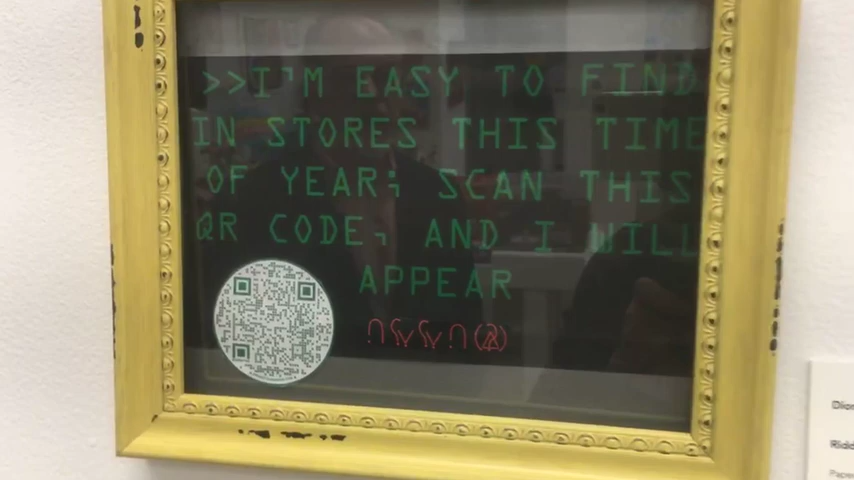 >>I'M EASY TO FIND
IN STORES THIS TIME
OF YEAR; SCAN THIS
QR CODE, AND I WILL
APPEAR